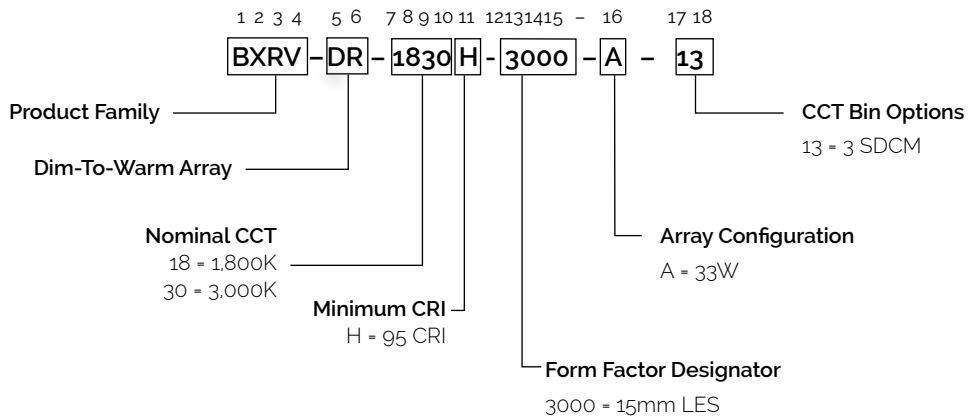 1 2 3 4 5 6 7 8 9 10 11 12131415 – 16 17 18
BXRV – DR – 1830 H - 3000 – A – 13
Product Family
CCT Bin Options
13 = 3 SDCM
Dim-To-Warm Array
Nominal CCT
18 = 1,800K
30 = 3,000K
Array Configuration
A = 33W
Minimum CRI
H = 95 CRI
Form Factor Designator
3000 = 15mm LES